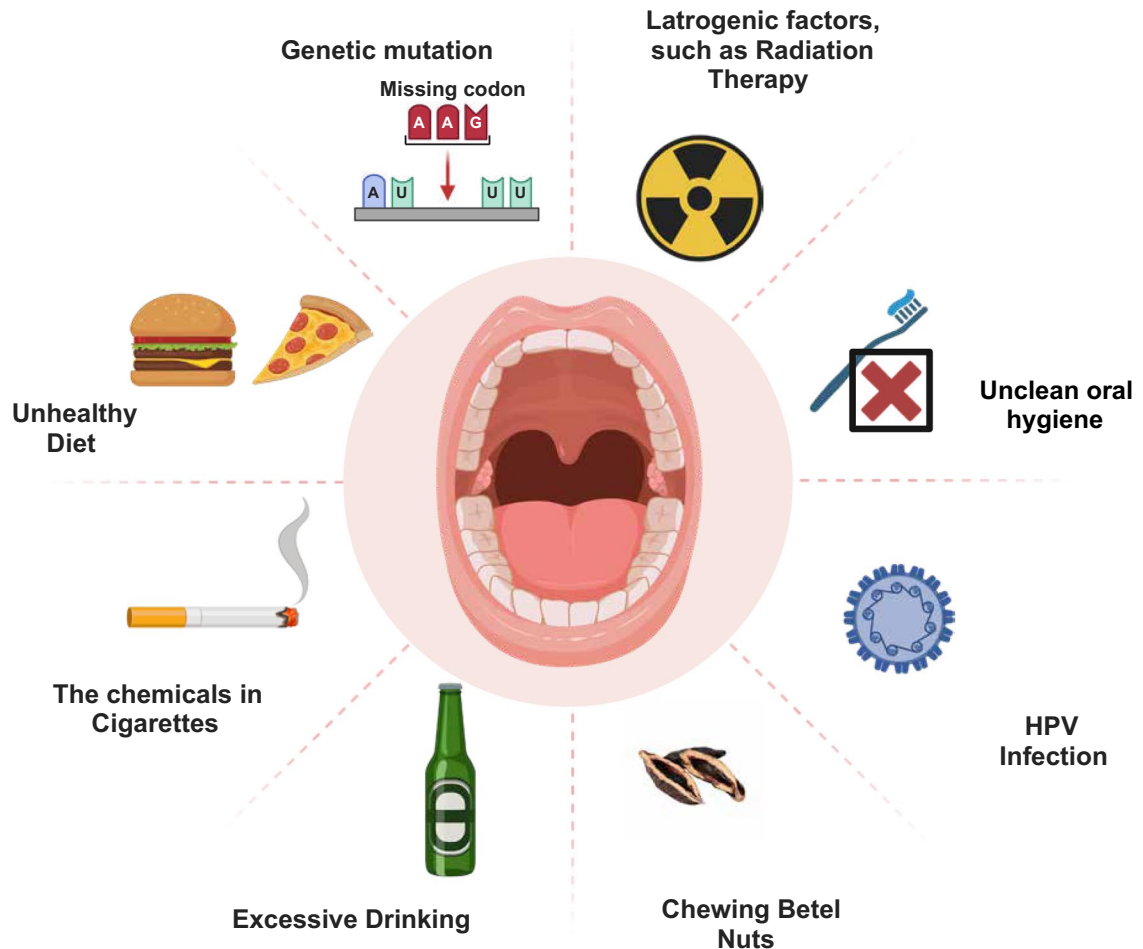 Genetic mutation
Missing codon
A A G
A U U U
Latrogenic factors,
such as Radiation
Therapy
Unclean oral
hygiene
HPV
Infection
Chewing Betel
Nuts
Excessive Drinking
The chemicals in
Cigarettes
Unhealthy
Diet